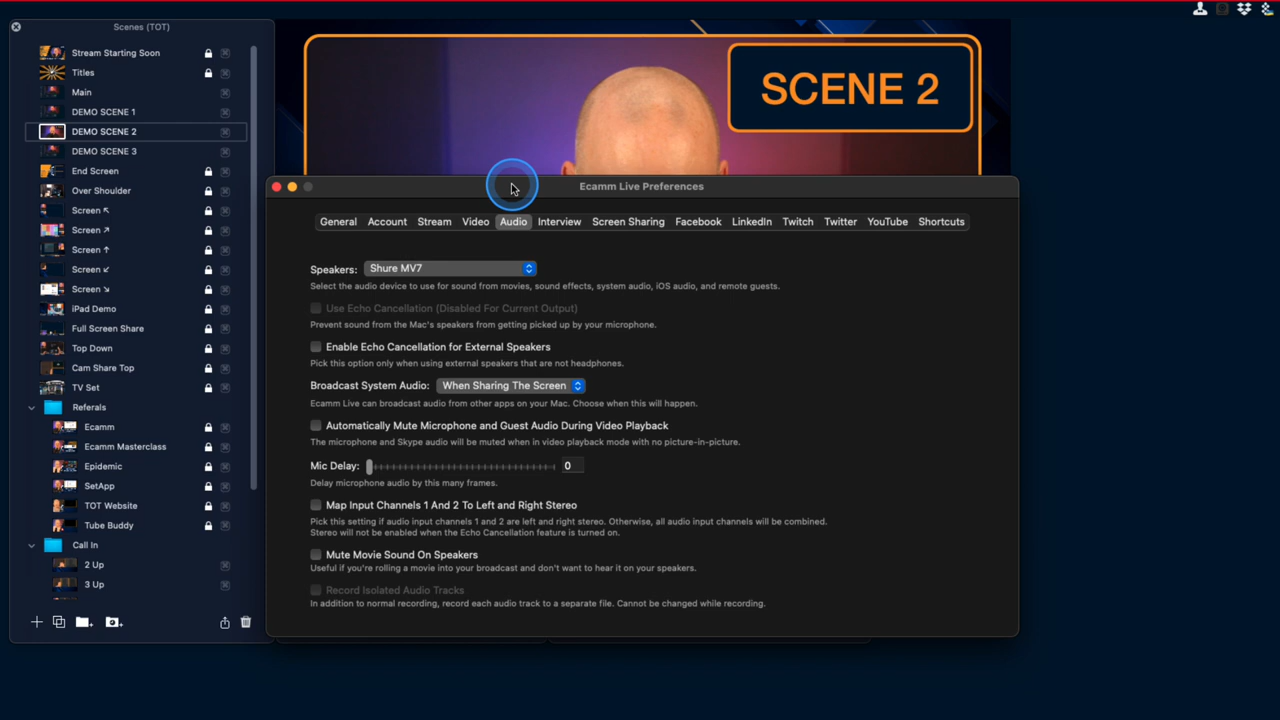 Scenes (TOT)
Stream Starting Soon
Titles
Main
DEMO SCENE 1
DEMO SCENE 2
DEMO SCENE 3
End Screen
Over Shoulder
Screen ↖
Screen ↗
Screen ↑
Screen ↙
Screen ↘
iPad Demo
Full Screen Share
Top Down
Cam Share Top
TV Set
Referals
Ecamm
Ecamm Masterclass
Epidemic
SetApp
TOT Website
Tube Buddy
Call In
2 Up
3 Up
SCENE 2
Ecamm Live Preferences
General Account Stream Video Audio Interview Screen Sharing Facebook LinkedIn Twitch Twitter YouTube Shortcuts
Speakers: Shure MV7
Select the audio device to use for sound from movies, sound effects, system audio, iOS audio, and remote guests.
Use Echo Cancellation (Disabled For Current Output)
Prevent sound from the Mac's speakers from getting picked up by your microphone.
Enable Echo Cancellation for External Speakers
Pick this option only when using external speakers that are not headphones.
Broadcast System Audio: When Sharing The Screen
Ecamm Live can broadcast audio from other apps on your Mac. Choose when this will happen.
Automatically Mute Microphone and Guest Audio During Video Playback
The microphone and Skype audio will be muted when in video playback mode with no picture-in-picture.
Mic Delay: 0
Delay microphone audio by this many frames.
Map Input Channels 1 And 2 To Left and Right Stereo
Pick this setting if audio input channels 1 and 2 are left and right stereo. Otherwise, all audio input channels will be combined.
Stereo will not be enabled when the Echo Cancellation feature is turned on.
Mute Movie Sound On Speakers
Useful if you're rolling a movie into your broadcast and don't want to hear it on your speakers.
Record Isolated Audio Tracks
In addition to normal recording, record each audio track to a separate file. Cannot be changed while recording.